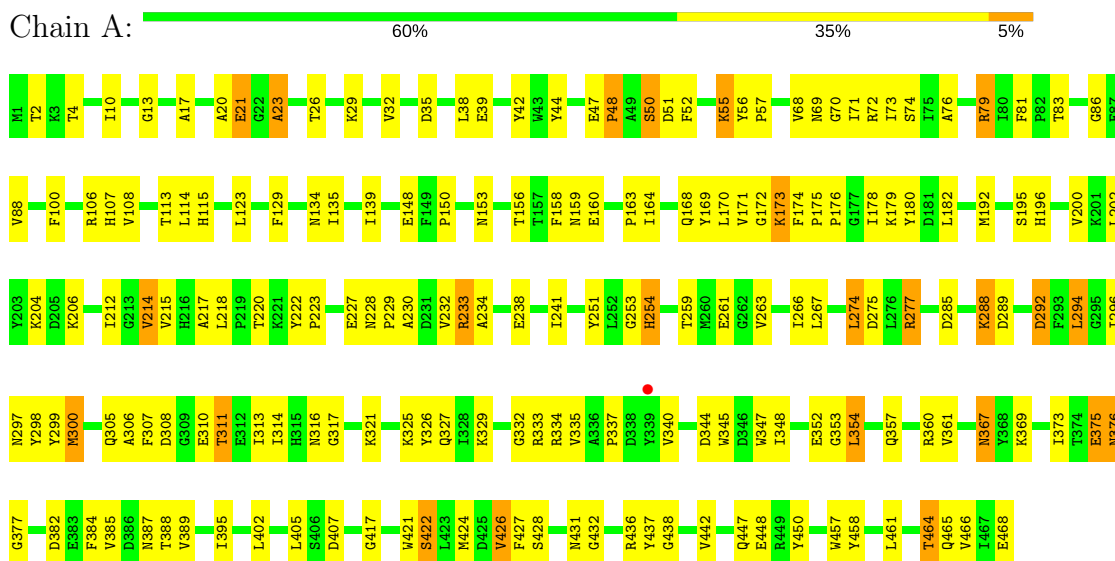 Chain A:
60% 35% 5%
M1 T2 K3 T4 I10 G13 A17 A20 E21 G22 A23 T26 K29 V32 D35 L38 E39 Y42 W43 Y44 E47 P48 A49 S50 D51 F52 K55 Y56 P57 V68 N69 G70 I71 R72 I73 S74 I75 A76 R79 I80 F81 P82 T83 G86 E87
V88 F100 R106 H107 V108 T113 L114 H115 L123 F129 N134 I135 I139 E148 F149 P150 N153 T156 T157 F158 N159 E160 P163 I164 Q168 Y169 L170 V171 G172 K173 F174 P175 P176 G177 I178 K179 Y180 D181 L182 M192 S195 H196 V200 K201 L202
Y203 K204 D205 K206 I212 G213 V214 V215 H216 A217 L218 P219 T220 K221 Y222 P223 E227 N228 P229 A230 D231 V232 R233 A234 E238 I241 Y251 L252 G253 H254 T259 M260 E261 G262 V263 I266 L267 L274 D275 L276 R277 D285 K288 D289 D292 F293 L294 G295 I296
N297 Y298 Y299 M300 Q305 A306 F307 D308 G309 E310 T311 E312 I313 I314 H315 N316 G317 K321 K325 Y326 Q327 I328 K329 G332 R333 R334 V335 A336 P337 D338 Y339 V340 D344 W345 D346 W347 I348 E352 G353 L354 Q357 R360 V361 N367 Y368 K369 I373 T374 E375 N376
G377 D382 E383 F384 V385 D386 N387 T388 V389 I395 L402 L405 S406 D407 G417 W421 S422 L423 M424 D425 V426 F427 S428 N431 G432 R436 Y437 G438 V442 Q447 E448 R449 Y450 W457 Y458 L461 T464 Q465 V466 I467 E468